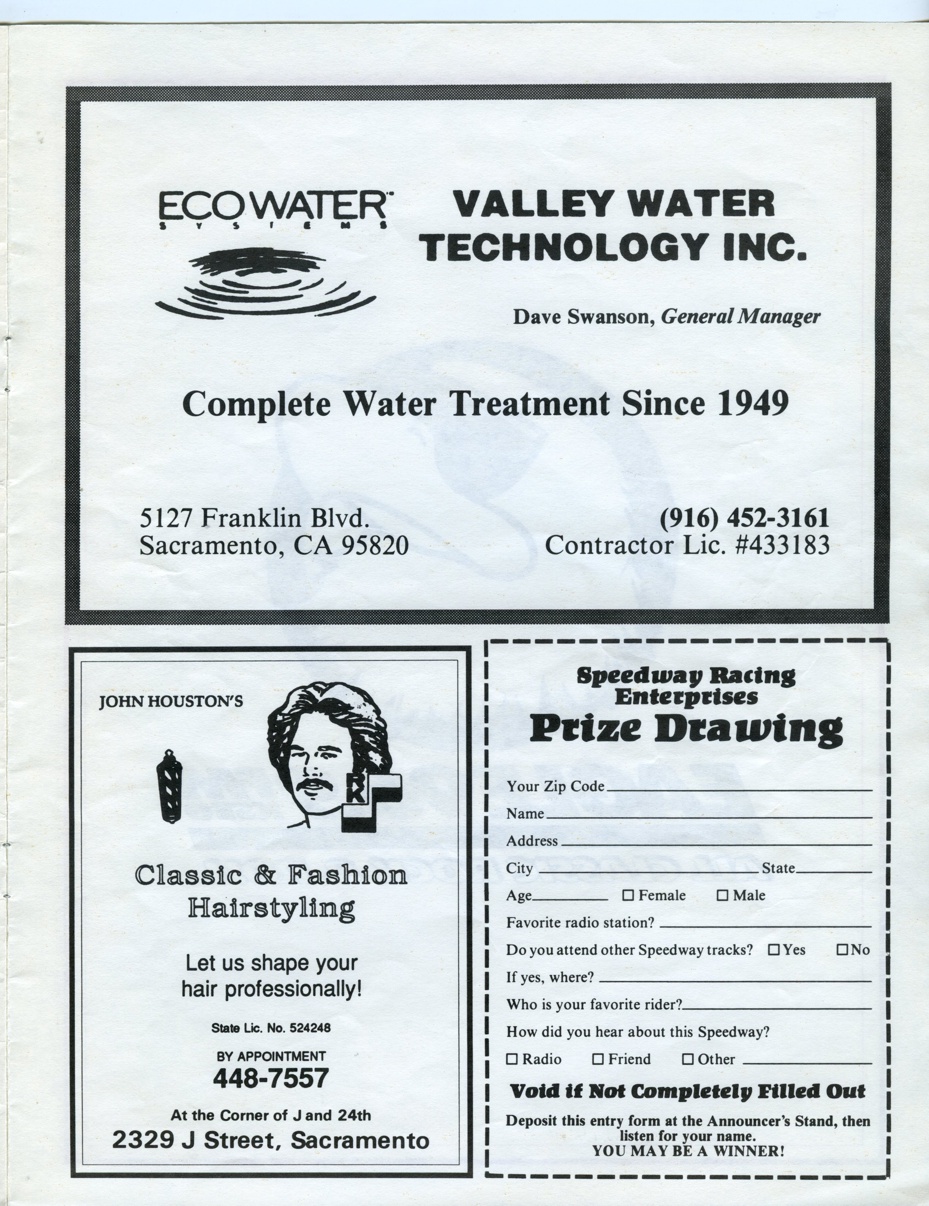 ECOWATER
SYSTEMS
VALLEY WATER
TECHNOLOGY INC.
Dave Swanson, General Manager
Complete Water Treatment Since 1949
5127 Franklin Blvd.
Sacramento, CA 95820
(916) 452-3161
Contractor Lic. #433183
JOHN HOUSTON'S
RK
Classic & Fashion
Hairstyling
Let us shape your
hair professionally!
State Lic. No. 524248
BY APPOINTMENT
448-7557
At the Corner of J and 24th
2329 J Street, Sacramento
Speedway Racing
Enterprises
Prize Drawing
Your Zip Code
Name
Address
City State
Age ☐ Female ☐ Male
Favorite radio station?
Do you attend other Speedway tracks? ☐ Yes ☐ No
If yes, where?
Who is your favorite rider?
How did you hear about this Speedway?
☐ Radio ☐ Friend ☐ Other
Void if Not Completely Filled Out
Deposit this entry form at the Announcer's Stand, then
listen for your name.
YOU MAY BE A WINNER!